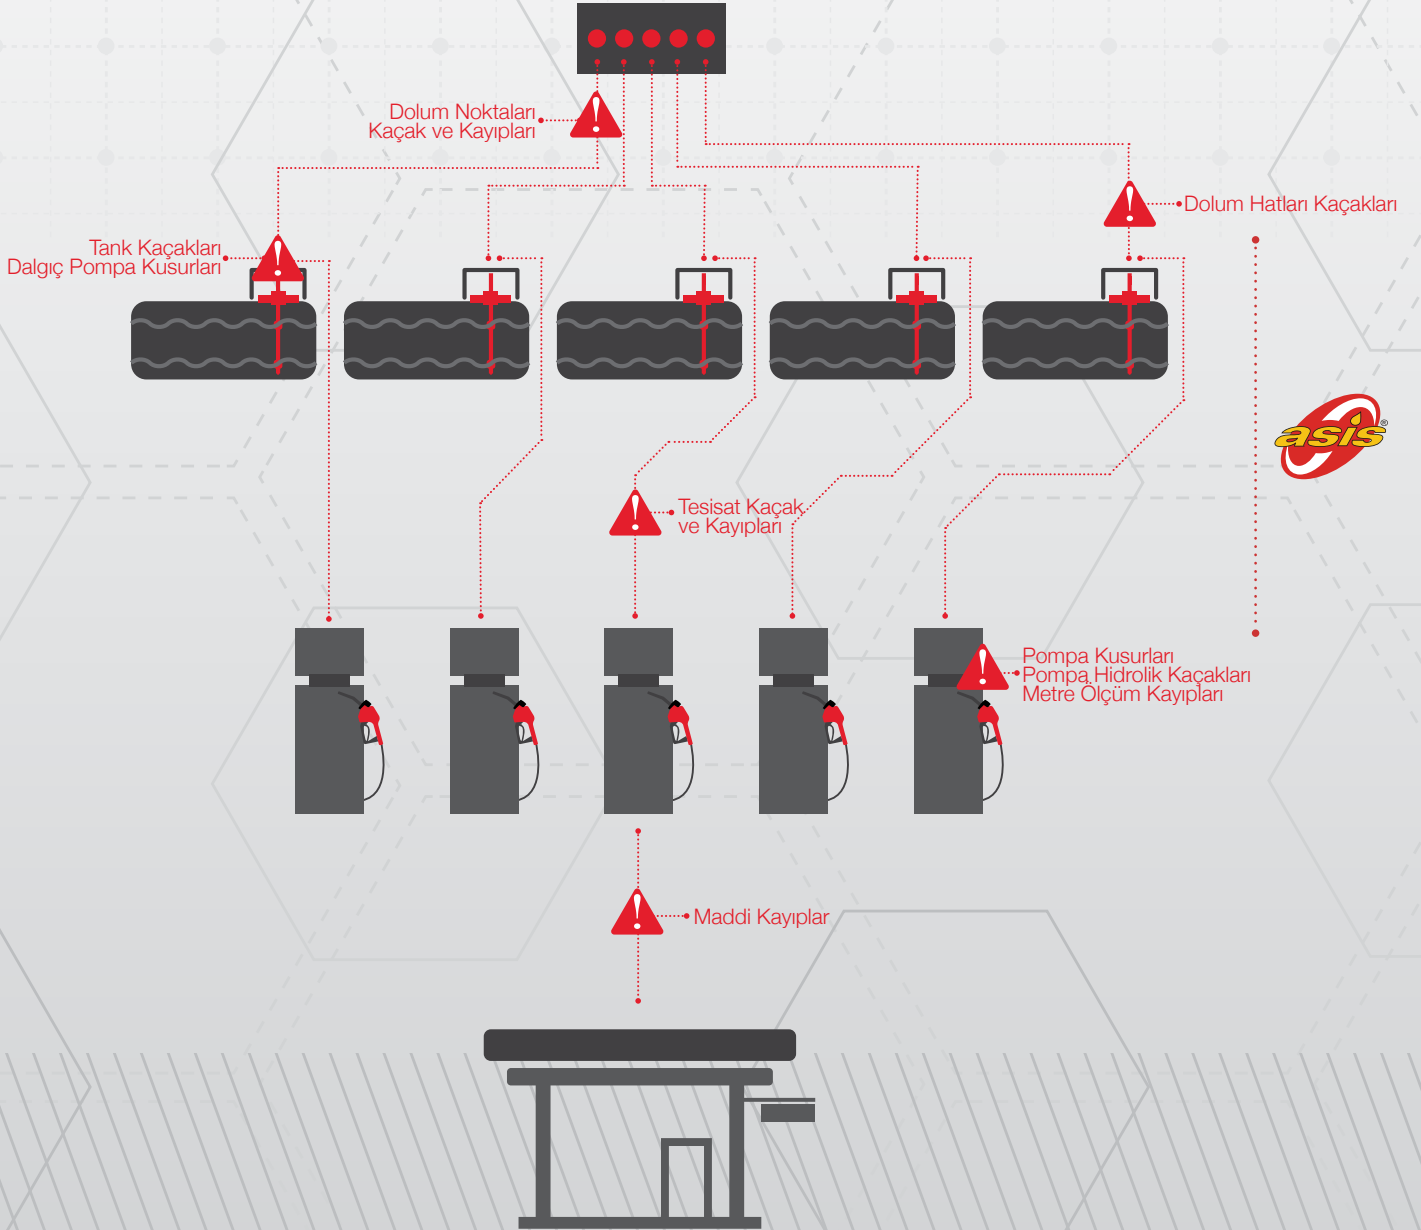 Dolum Noktaları
Kaçak ve Kayıpları
Dolum Hatları Kaçakları
Tank Kaçakları
Dalgıç Pompa Kusurları
asis®
Tesisat Kaçak
ve Kayıpları
Pompa Kusurları
Pompa Hidrolik Kaçakları
Metre Ölçüm Kayıpları
Maddi Kayıplar